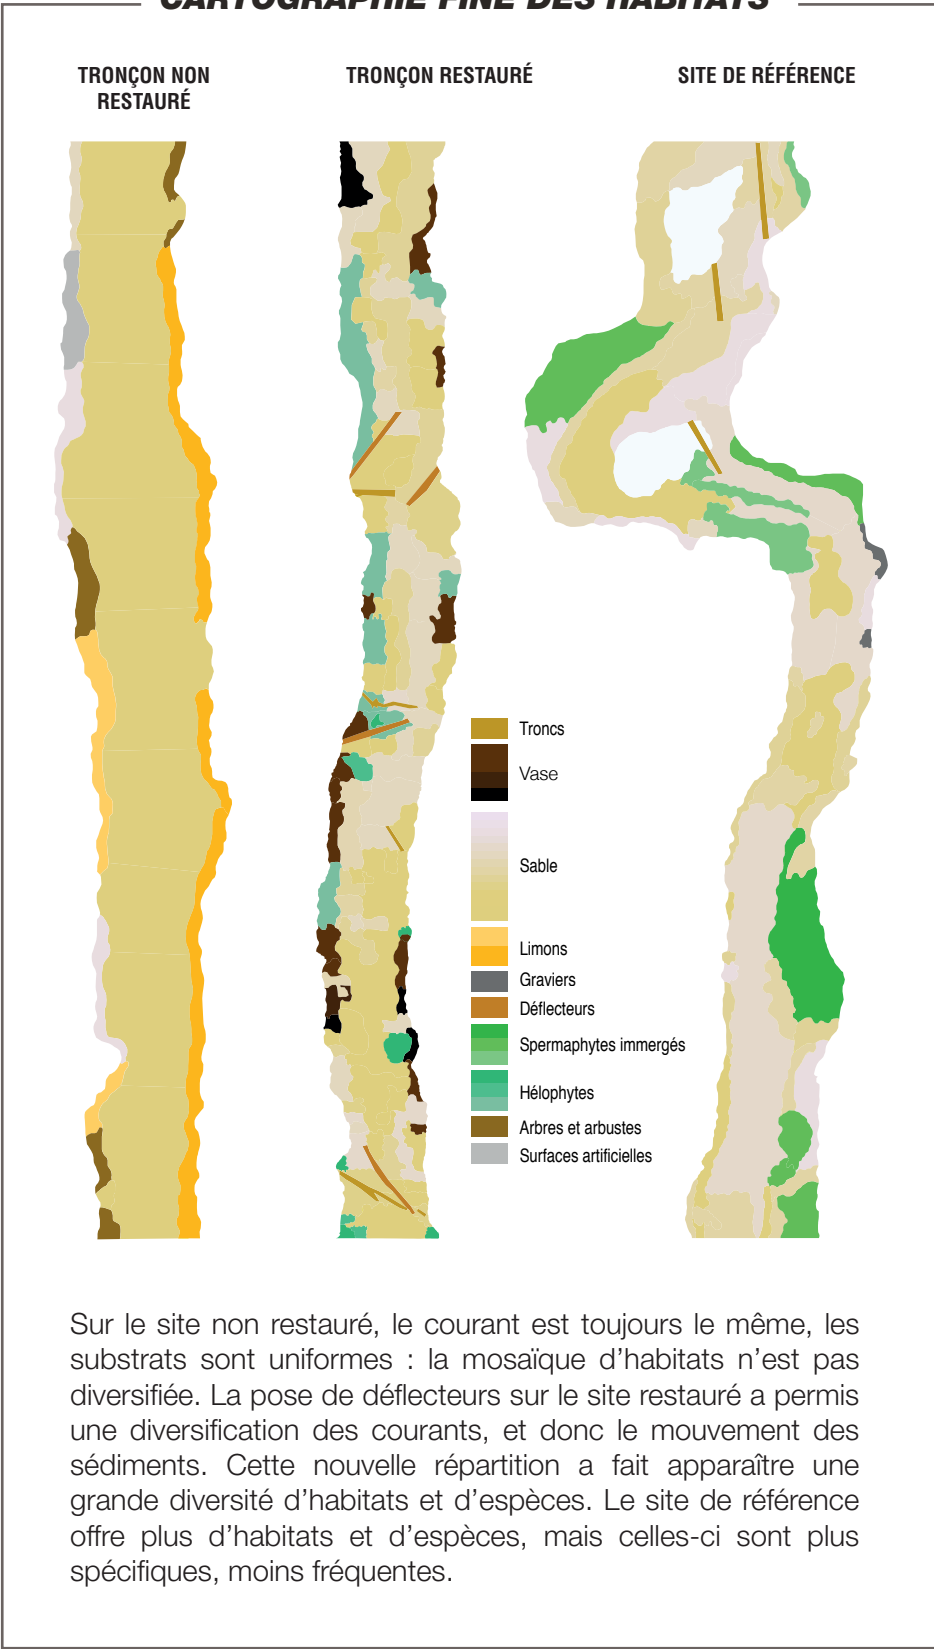 CARTOGRAPHIE FINE DES HABITATS
TRONÇON NON
RESTAURÉ
TRONÇON RESTAURÉ
SITE DE RÉFÉRENCE
Troncs
Vase
Sable
Limons
Graviers
Déflecteurs
Spermaphytes immergés
Hélophytes
Arbres et arbustes
Surfaces artificielles
Sur le site non restauré, le courant est toujours le même, les
substrats sont uniformes : la mosaïque d'habitats n'est pas
diversifiée. La pose de déflecteurs sur le site restauré a permis
une diversification des courants, et donc le mouvement des
sédiments. Cette nouvelle répartition a fait apparaître une
grande diversité d'habitats et d'espèces. Le site de référence
offre plus d'habitats et d'espèces, mais celles-ci sont plus
spécifiques, moins fréquentes.